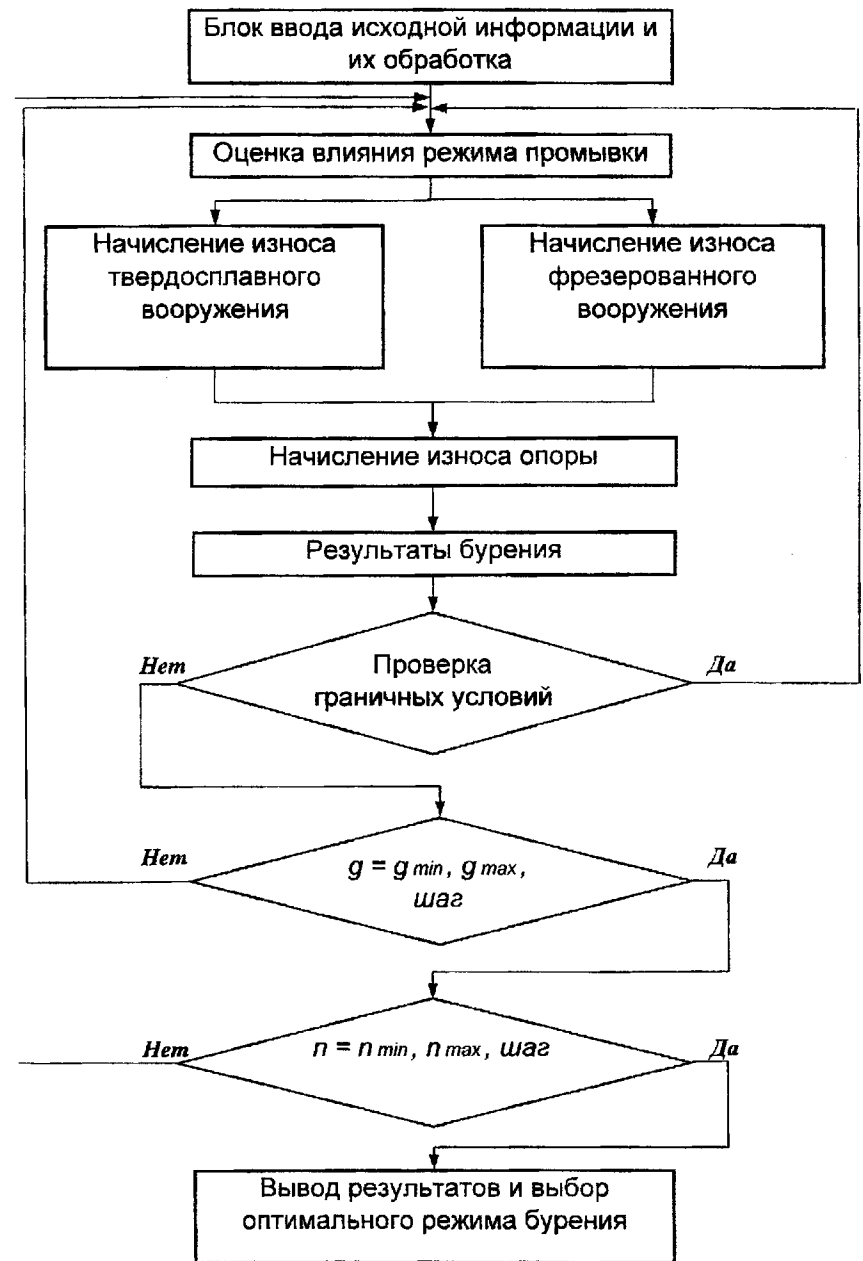 Блок ввода исходной информации и
их обработка
Оценка влияния режима промывки
Начисление износа
твердосплавного
вооружения
Начисление износа
фрезерованного
вооружения
Начисление износа опоры
Результаты бурения
Нет
Проверка
граничных условий
Да
Нет
g = g min, g max,
шаг
Да
Нет
n = n min, n max, шаг
Да
Вывод результатов и выбор
оптимального режима бурения